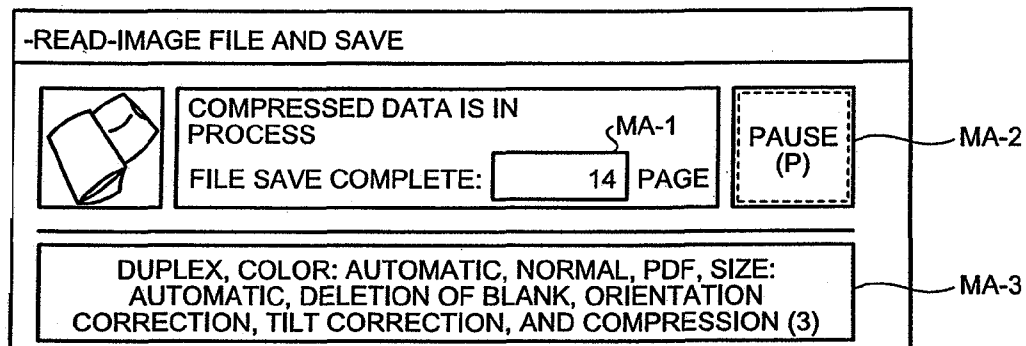 -READ-IMAGE FILE AND SAVE
COMPRESSED DATA IS IN
PROCESS
MA-1
FILE SAVE COMPLETE: 14 PAGE
PAUSE
(P)
MA-2
DUPLEX, COLOR: AUTOMATIC, NORMAL, PDF, SIZE:
AUTOMATIC, DELETION OF BLANK, ORIENTATION
CORRECTION, TILT CORRECTION, AND COMPRESSION (3)
MA-3